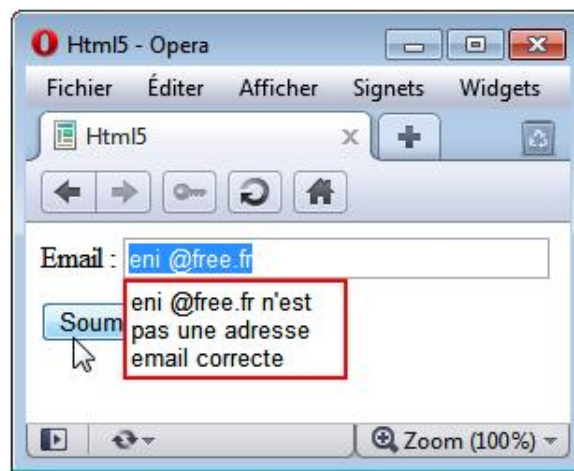 Html5 - Opera
Fichier Éditer Afficher Signets Widgets
Html5
Email : eni @free.fr
Soum
eni @free.fr n'est
pas une adresse
email correcte
Zoom (100%)